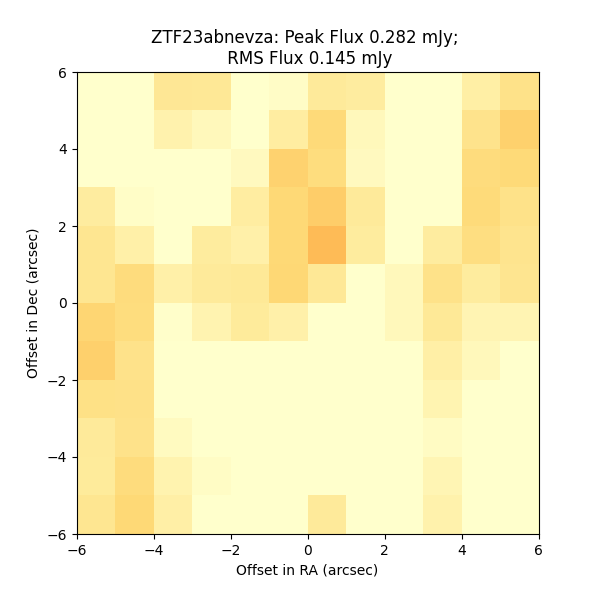 ZTF23abnevza: Peak Flux 0.282 mJy;
RMS Flux 0.145 mJy
6
4
2
0
−2
−4
−6
Offset in Dec (arcsec)
−6 −4 −2 0 2 4 6
Offset in RA (arcsec)